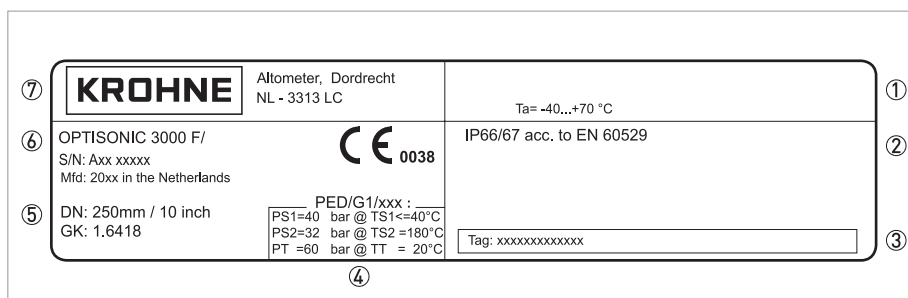 ⑦
KROHNE
Altometer, Dordrecht
NL - 3313 LC
Ta= -40...+70 °C
①
⑥
OPTISONIC 3000 F/
S/N: Axx xxxxx
Mfd: 20xx in the Netherlands
CE 0038
IP66/67 acc. to EN 60529
②
⑤
DN: 250mm / 10 inch
GK: 1.6418
PED/G1/xxx :
PS1=40 bar @ TS1<=40°C
PS2=32 bar @ TS2 =180°C
PT =60 bar @ TT = 20°C
Tag: xxxxxxxxxxxxx
③
④